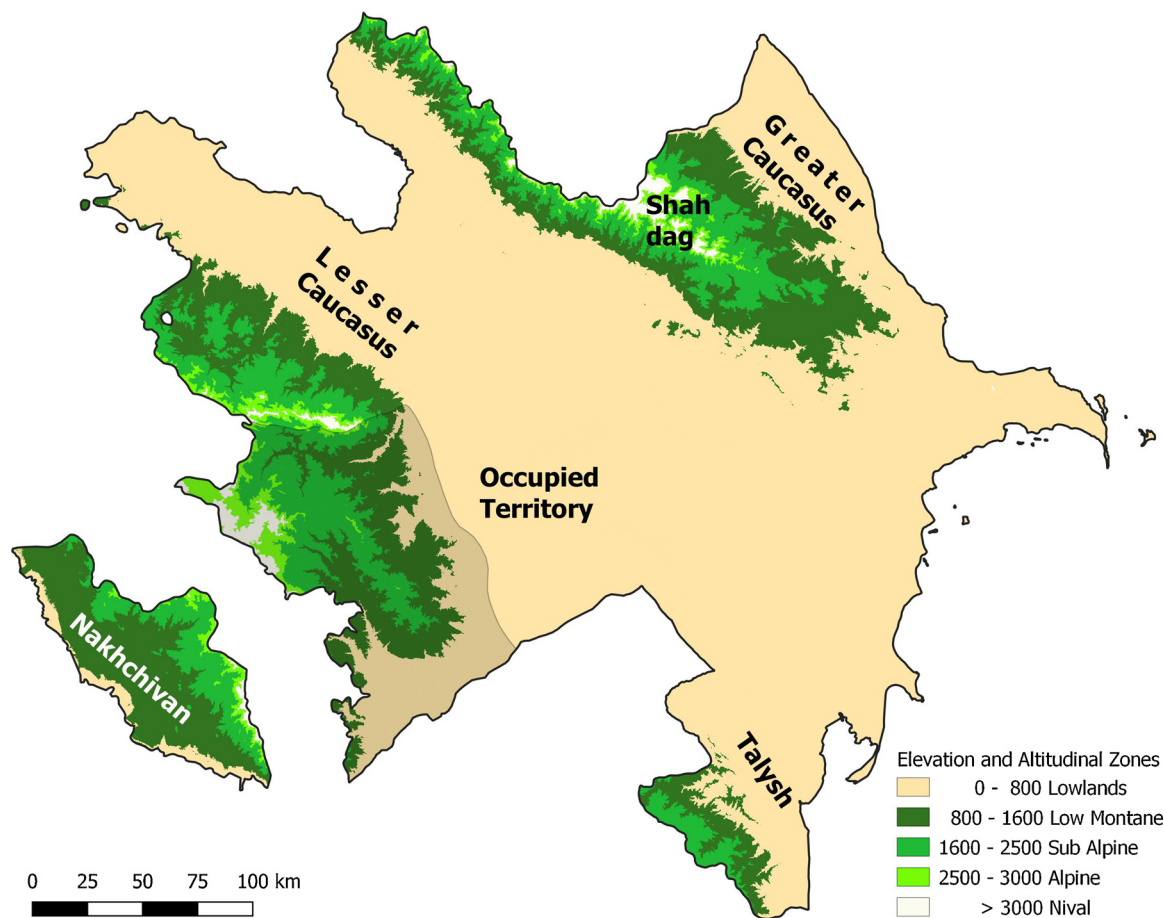 Greater
Caucasus
Shah
dag
Lesser
Caucasus
Occupied
Territory
Nakhchivan
Talysh
Elevation and Altitudinal Zones
0 - 800 Lowlands
800 - 1600 Low Montane
1600 - 2500 Sub Alpine
2500 - 3000 Alpine
> 3000 Nival
0 25 50 75 100 km